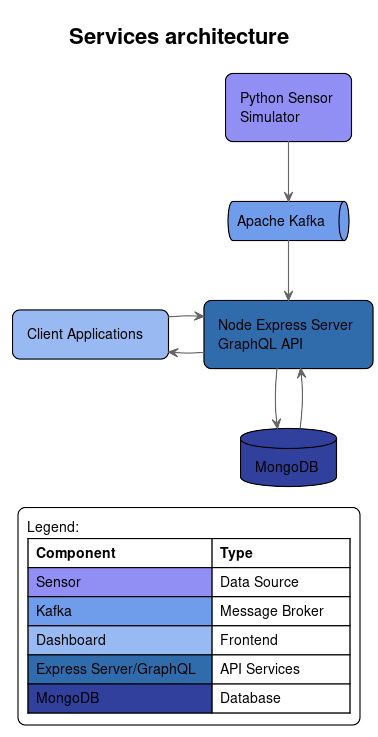 Services architecture
Python Sensor
Simulator
Apache Kafka
Client Applications
Node Express Server
GraphQL API
MongoDB
Legend:
Component Type
Sensor Data Source
Kafka Message Broker
Dashboard Frontend
Express Server/GraphQL API Services
MongoDB Database